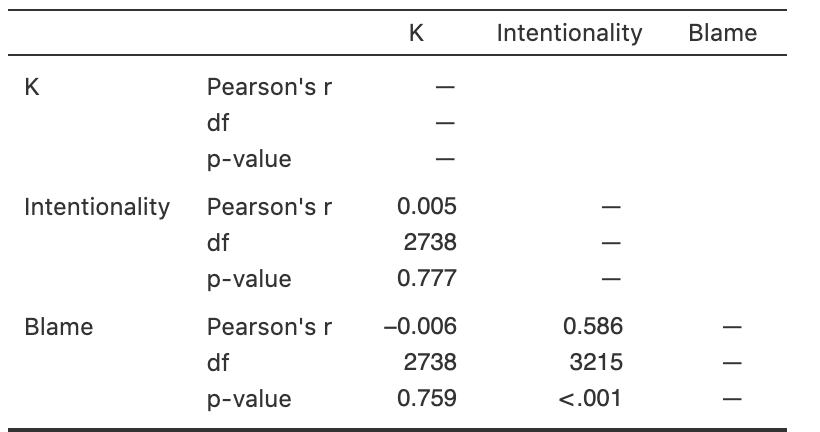 K Intentionality Blame
K Pearson's r —
df —
p-value —
Intentionality Pearson's r 0.005 —
df 2738 —
p-value 0.777 —
Blame Pearson's r −0.006 0.586 —
df 2738 3215 —
p-value 0.759 <.001 —